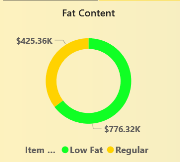 Fat Content
$425.36K
$776.32K
Item ... Low Fat Regular